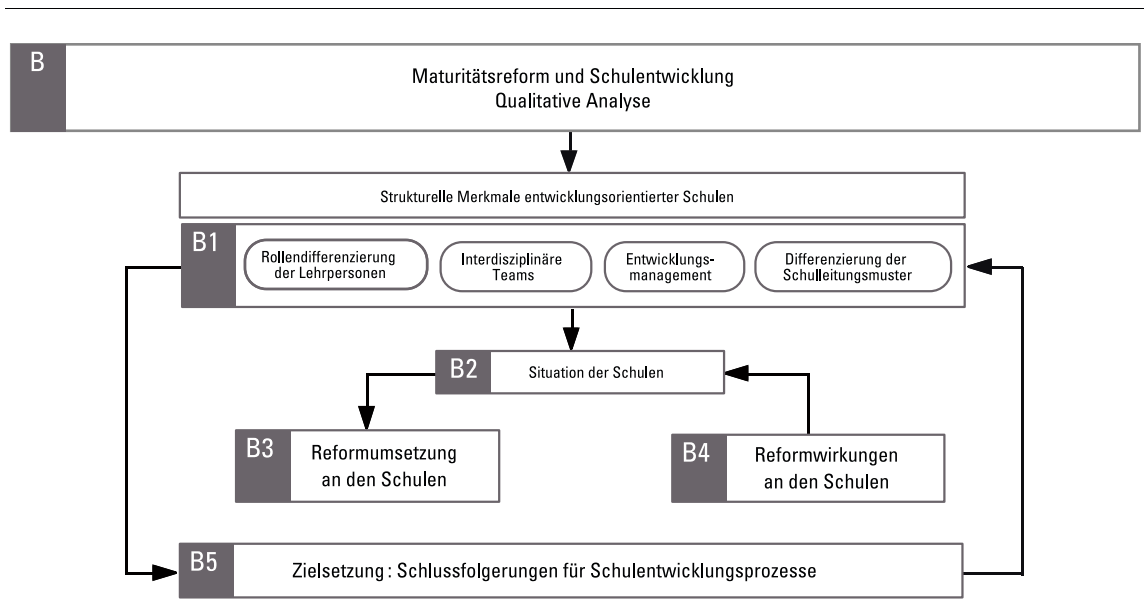 B
Maturitätsreform und Schulentwicklung
Qualitative Analyse
Strukturelle Merkmale entwicklungsorientierter Schulen
B1
Rollendifferenzierung
der Lehrpersonen
Interdisziplinäre
Teams
Entwicklungs-
management
Differenzierung der
Schulleitungsmuster
B2
Situation der Schulen
B3
Reformumsetzung
an den Schulen
B4
Reformwirkungen
an den Schulen
B5
Zielsetzung : Schlussfolgerungen für Schulentwicklungsprozesse